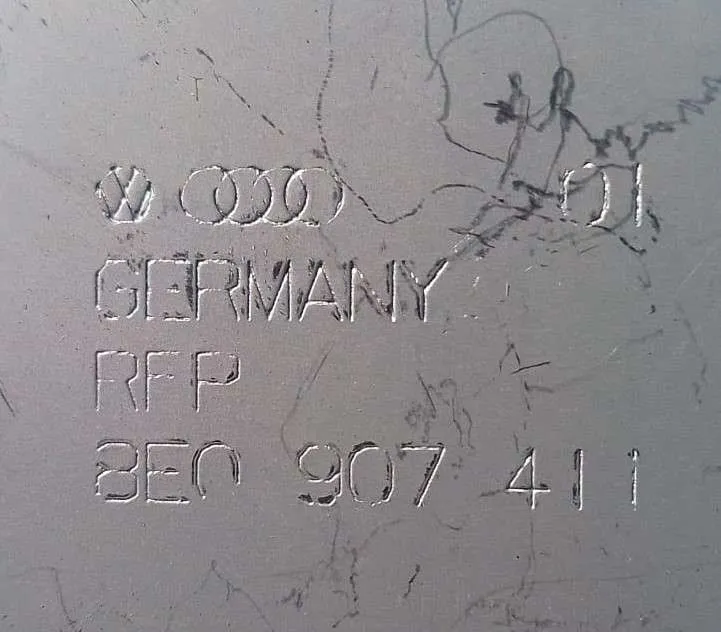 01
GERMANY
RFP
8E0 907 411